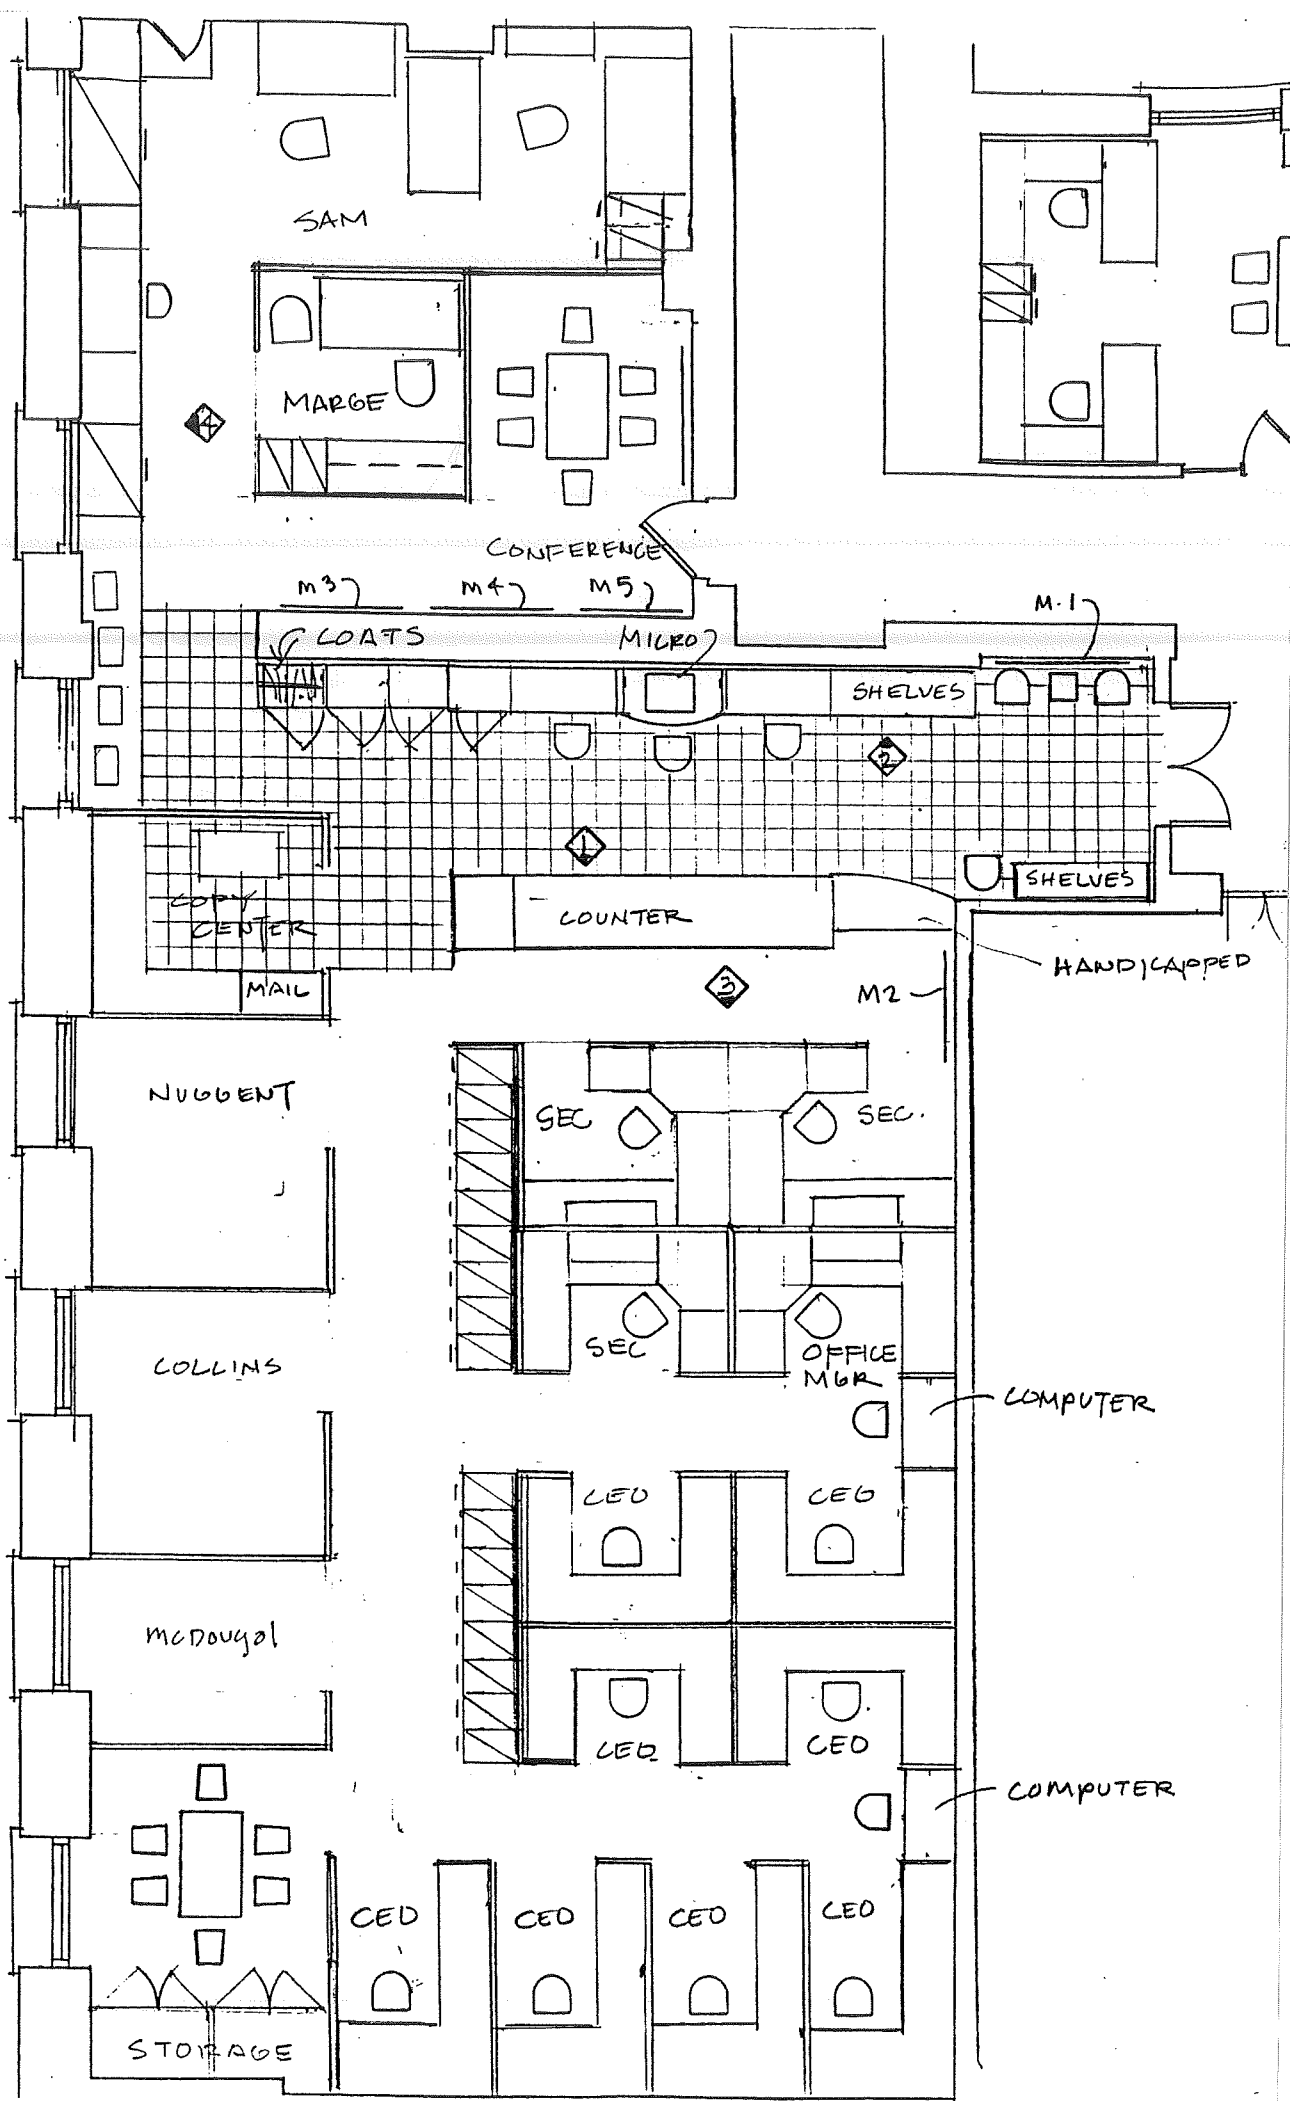 SAM
MARGE
4
CONFERENCE
M3
M4
M5
M.1
COATS
MICRO
SHELVES
2
1
SHELVES
COPY
CENTER
COUNTER
HANDICAPPED
MAIL
3
M2
NUGGENT
SEC
SEC.
SEC
OFFICE
MGR
COLLINS
COMPUTER
CEO
CEO
McDougal
CEO
CEO
COMPUTER
CEO
CEO
CEO
CEO
STORAGE